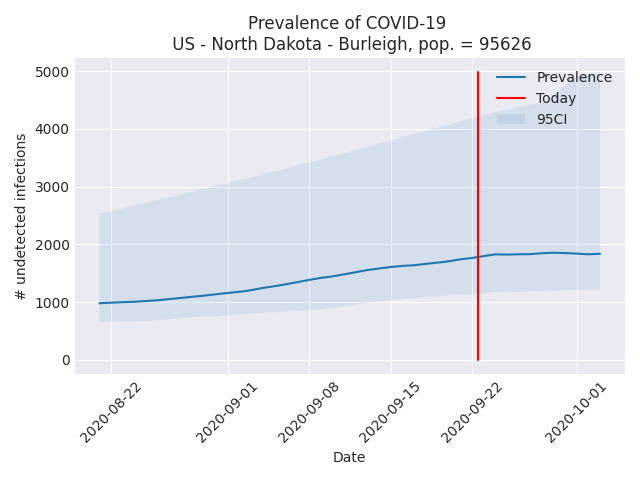 Prevalence of COVID-19
US - North Dakota - Burleigh, pop. = 95626
# undetected infections
5000
4000
3000
2000
1000
0
Prevalence
Today
95CI
2020-08-22
2020-09-01
2020-09-08
2020-09-15
2020-09-22
2020-10-01
Date